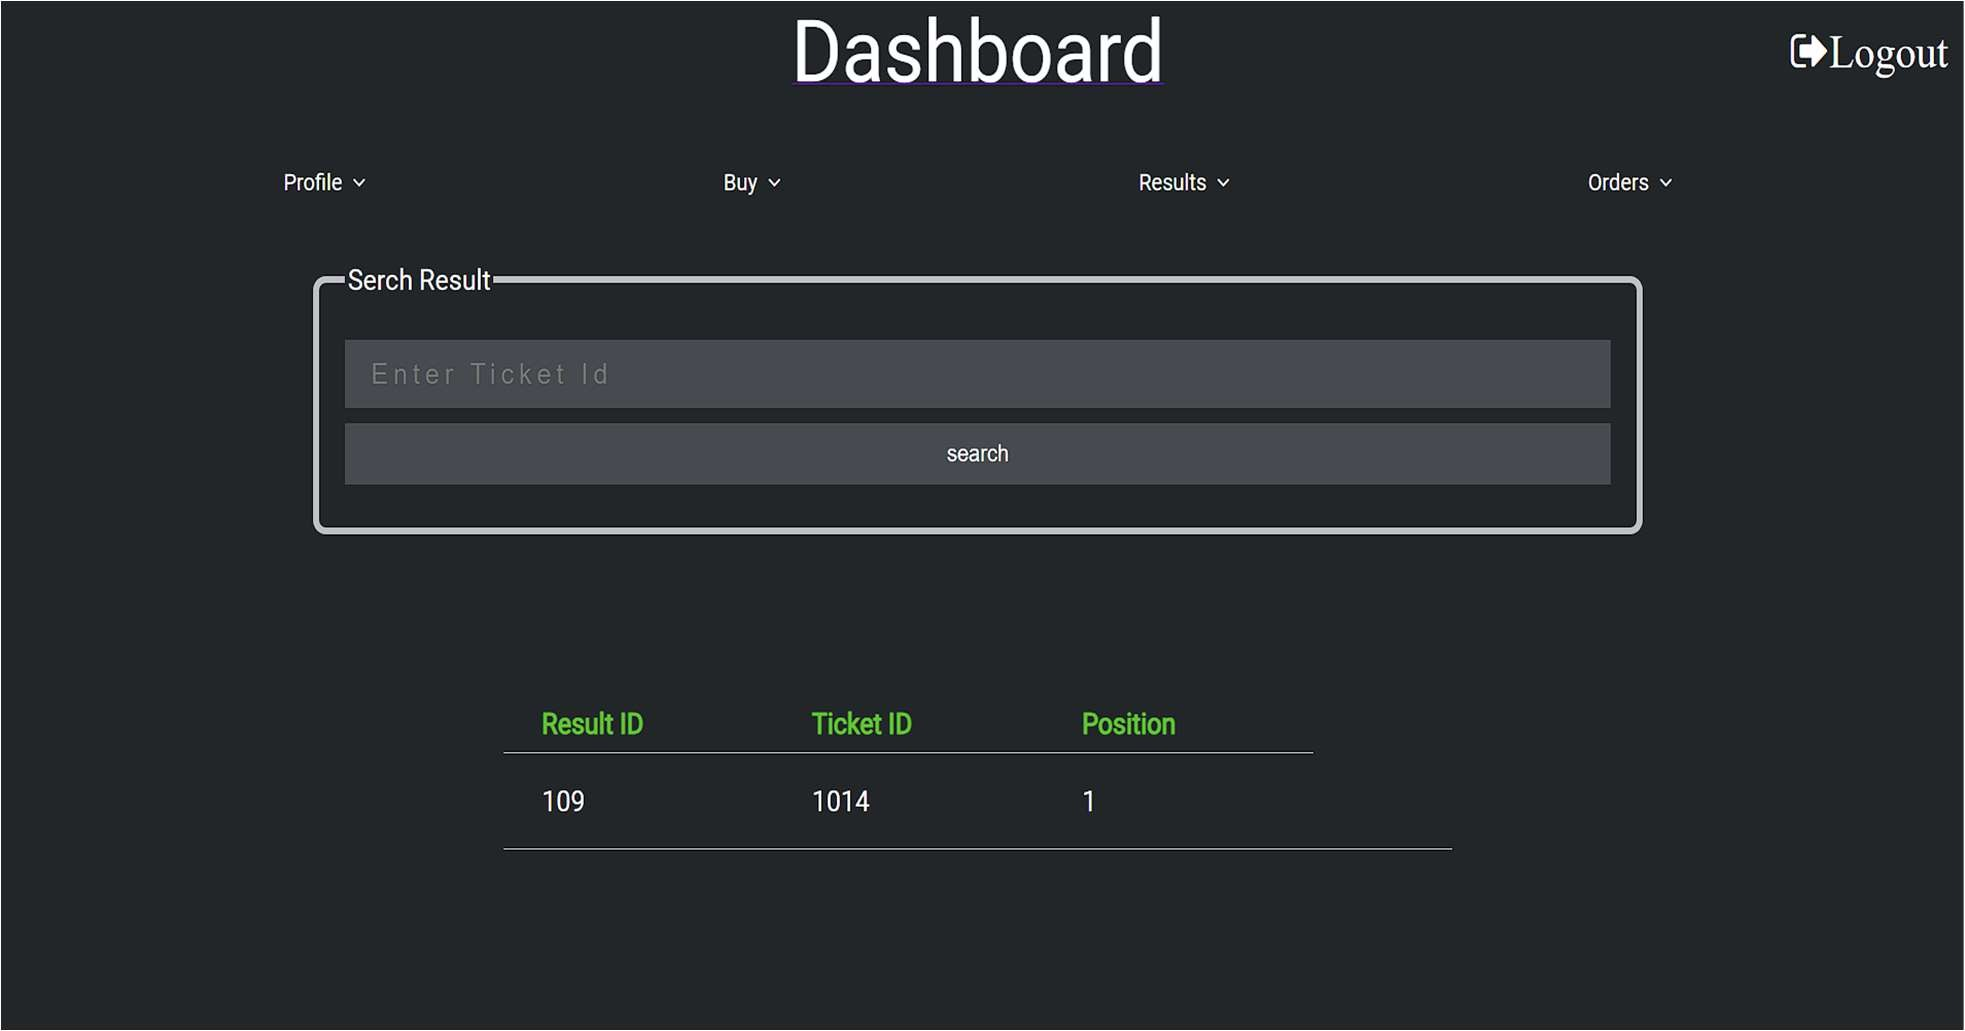 Dashboard
Logout
Profile Buy Results Orders
Serch Result
Enter Ticket Id
search
Result ID Ticket ID Position
109 1014 1